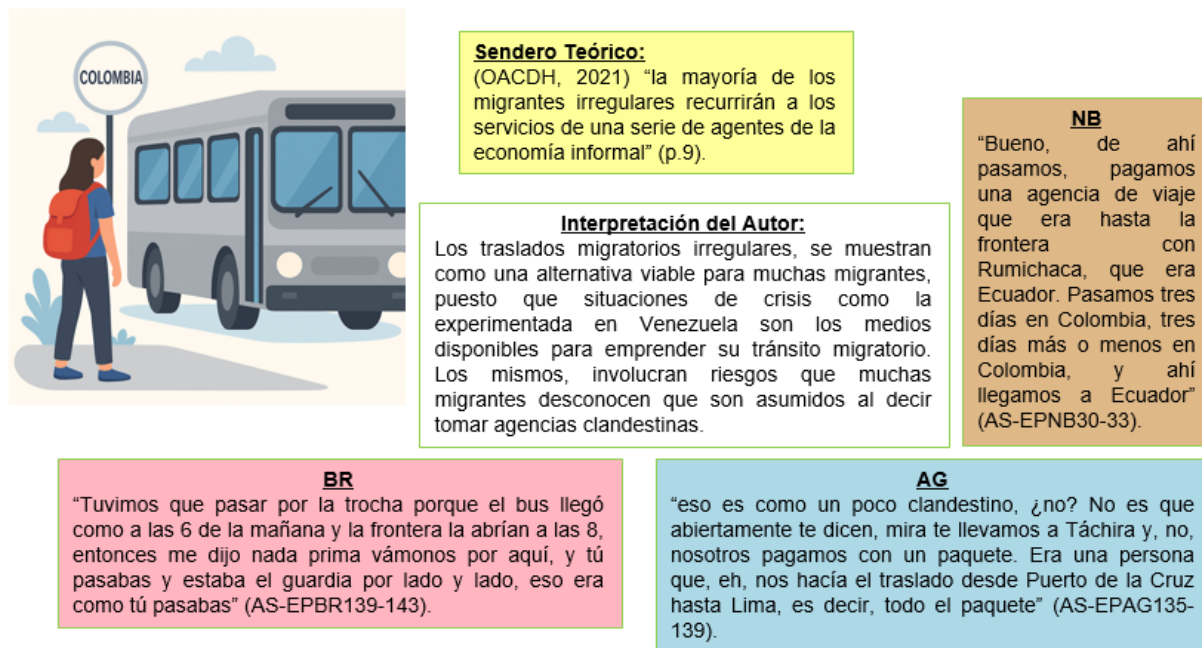 COLOMBIA
Sendero Teórico:
(OACDH, 2021) “la mayoría de los
migrantes irregulares recurrirán a los
servicios de una serie de agentes de la
economía informal” (p.9).
Interpretación del Autor:
Los traslados migratorios irregulares, se muestran
como una alternativa viable para muchas migrantes,
puesto que situaciones de crisis como la
experimentada en Venezuela son los medios
disponibles para emprender su tránsito migratorio.
Los mismos, involucran riesgos que muchas
migrantes desconocen que son asumidos al decir
tomar agencias clandestinas.
NB
“Bueno, de ahí
pasamos, pagamos
una agencia de viaje
que era hasta la
frontera con
Rumichaca, que era
Ecuador. Pasamos tres
días en Colombia, tres
días más o menos en
Colombia, y ahí
llegamos a Ecuador”
(AS-EPNB30-33).
BR
“Tuvimos que pasar por la trocha porque el bus llegó
como a las 6 de la mañana y la frontera la abrían a las 8,
entonces me dijo nada prima vámonos por aquí, y tú
pasabas y estaba el guardia por lado y lado, eso era
como tú pasabas” (AS-EPBR139-143).
AG
“eso es como un poco clandestino, ¿no? No es que
abiertamente te dicen, mira te llevamos a Táchira y, no,
nosotros pagamos con un paquete. Era una persona
que, eh, nos hacía el traslado desde Puerto de la Cruz
hasta Lima, es decir, todo el paquete” (AS-EPAG135-
139).